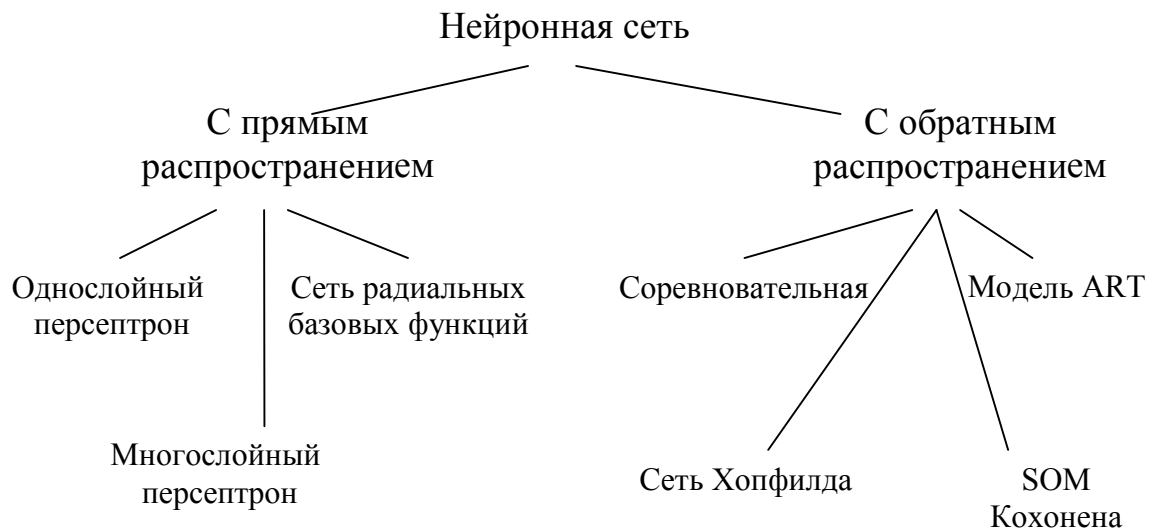 Нейронная сеть
С прямым
распространением
С обратным
распространением
Однослойный
персептрон
Сеть радиальных
базовых функций
Соревновательная
Модель ART
Многослойный
персептрон
Сеть Хопфилда
SOM
Кохонена